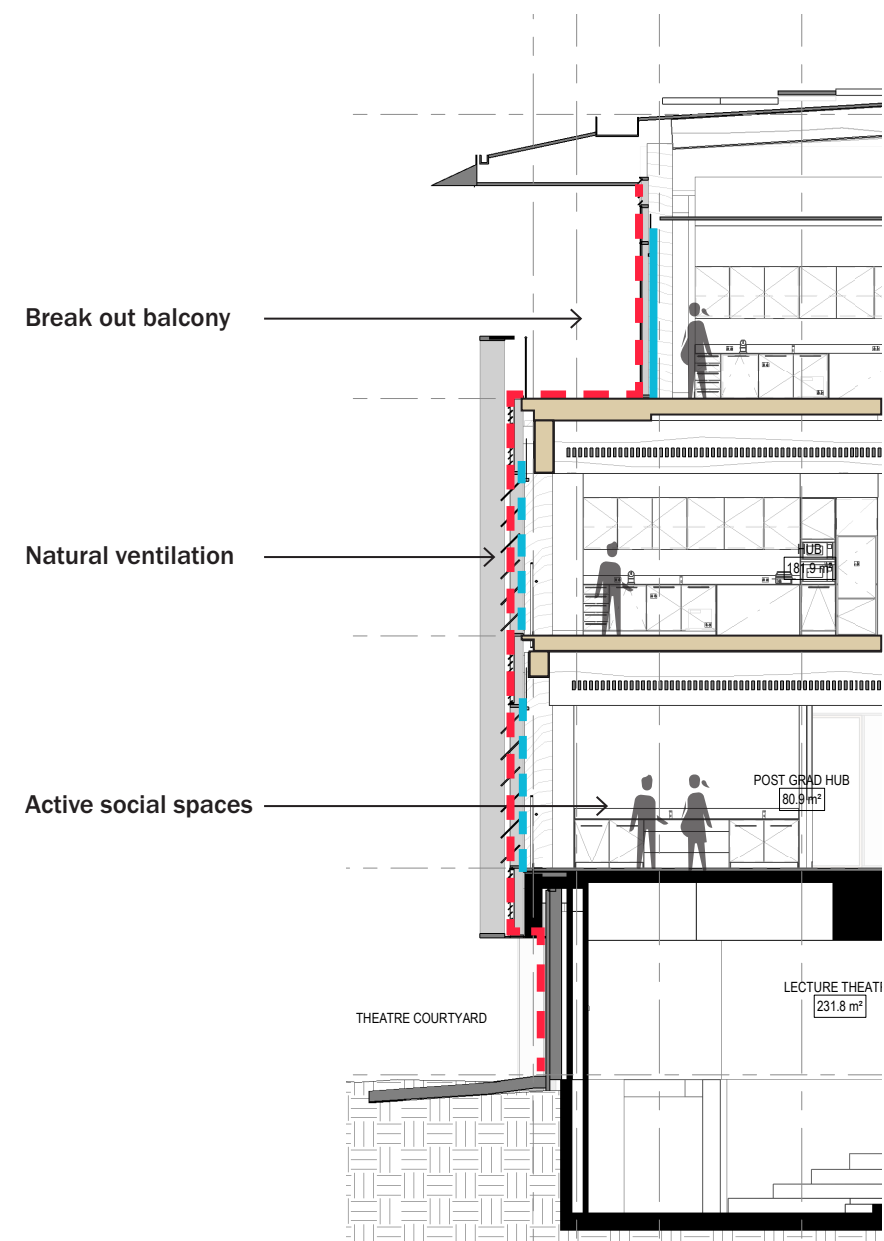 Break out balcony
Natural ventilation
HUB
181.9 m²
Active social spaces
POST GRAD HUB
80.9 m²
LECTURE THEATR
231.8 m²
THEATRE COURTYARD